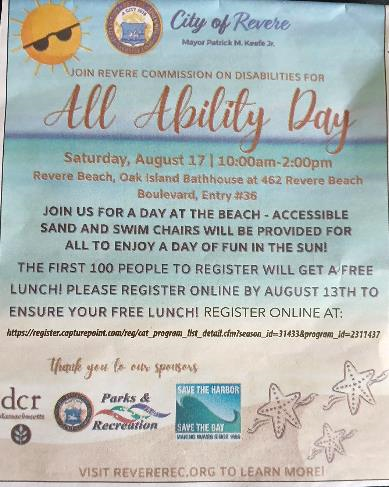 City of Revere
Mayor Patrick M. Keefe Jr.
JOIN REVERE COMMISSION ON DISABILITIES FOR
All Ability Day
Saturday, August 17 | 10:00am-2:00pm
Revere Beach, Oak Island Bathhouse at 462 Revere Beach
Boulevard, Entry #36
JOIN US FOR A DAY AT THE BEACH - ACCESSIBLE
SAND AND SWIM CHAIRS WILL BE PROVIDED FOR
ALL TO ENJOY A DAY OF FUN IN THE SUN!
THE FIRST 100 PEOPLE TO REGISTER WILL GET A FREE
LUNCH! PLEASE REGISTER ONLINE BY AUGUST 13TH TO
ENSURE YOUR FREE LUNCH! REGISTER ONLINE AT:
https://register.capturepoint.com/reg/cat_program_list_detail.cfm?season_id=31433&program_id=2311437
thank you to our sponsors
dcr
Massachusetts
Parks &
Recreation
SAVE THE HARBOR
SAVE THE BAY
MAKING WAVES SINCE 1986
VISIT REVEREREC.ORG TO LEARN MORE!